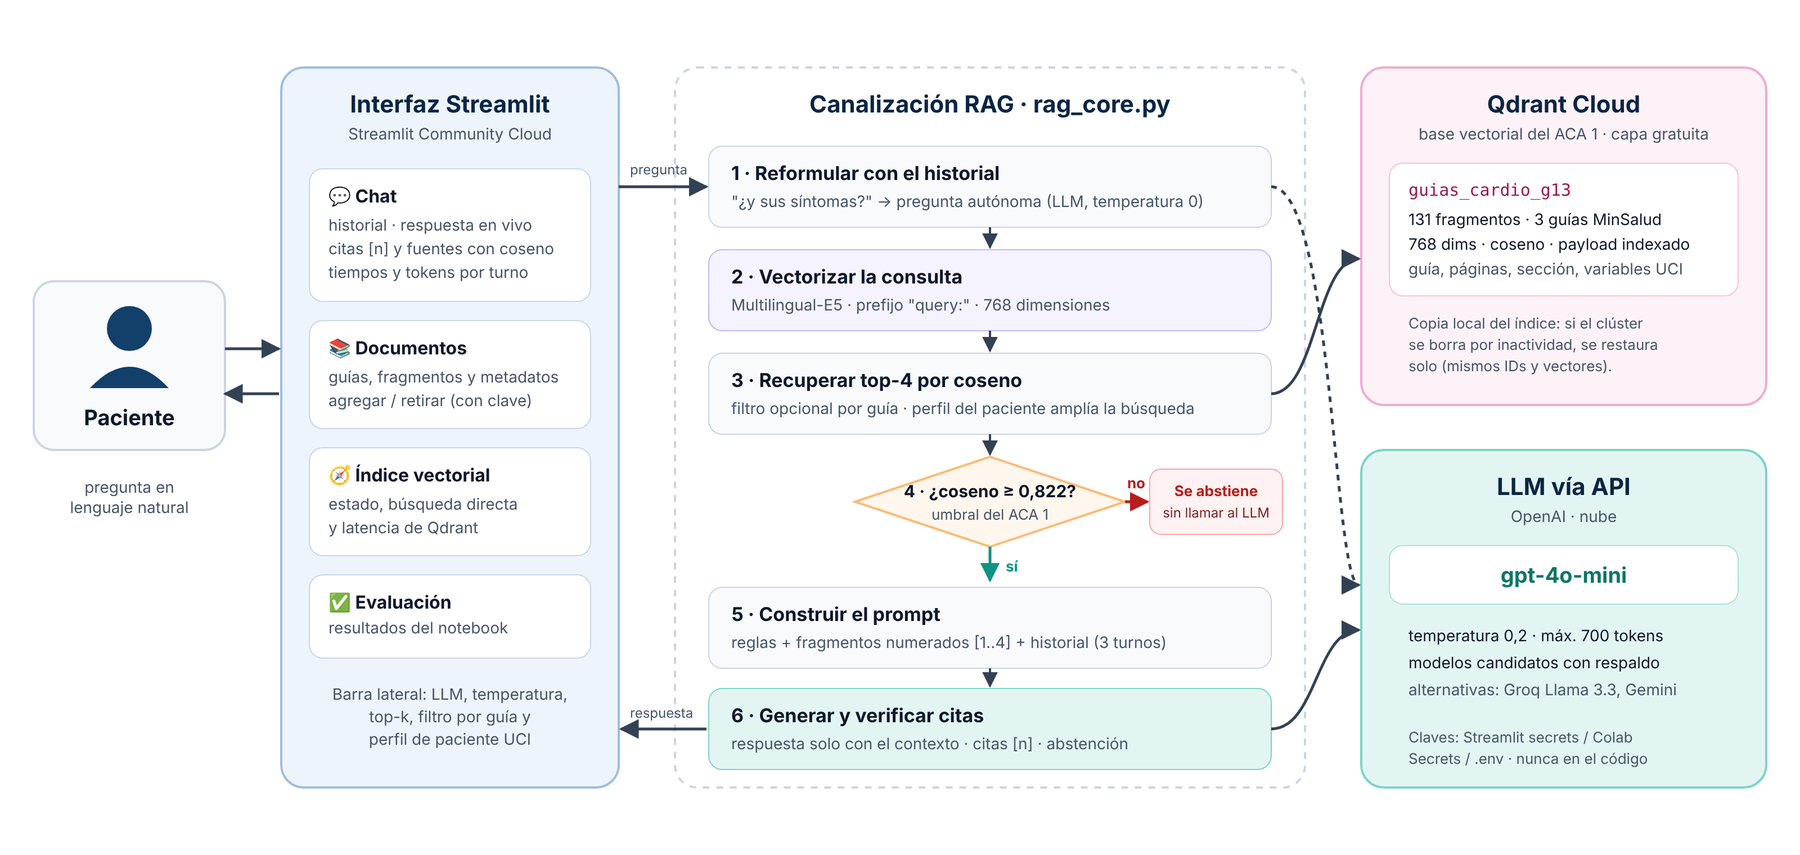 Paciente
pregunta en
lenguaje natural
Interfaz Streamlit
Streamlit Community Cloud
💬 Chat
historial · respuesta en vivo
citas [n] y fuentes con coseno
tiempos y tokens por turno
📚 Documentos
guías, fragmentos y metadatos
agregar / retirar (con clave)
🧭 Índice vectorial
estado, búsqueda directa
y latencia de Qdrant
✅ Evaluación
resultados del notebook
Barra lateral: LLM, temperatura,
top-k, filtro por guía y
perfil de paciente UCI
pregunta
respuesta
Canalización RAG · rag_core.py
1 · Reformular con el historial
"¿y sus síntomas?" → pregunta autónoma (LLM, temperatura 0)
2 · Vectorizar la consulta
Multilingual-E5 · prefijo "query:" · 768 dimensiones
3 · Recuperar top-4 por coseno
filtro opcional por guía · perfil del paciente amplía la búsqueda
4 · ¿coseno ≥ 0,822?
umbral del ACA 1
no
Se abstiene
sin llamar al LLM
sí
5 · Construir el prompt
reglas + fragmentos numerados [1..4] + historial (3 turnos)
6 · Generar y verificar citas
respuesta solo con el contexto · citas [n] · abstención
Qdrant Cloud
base vectorial del ACA 1 · capa gratuita
guias_cardio_g13
131 fragmentos · 3 guías MinSalud
768 dims · coseno · payload indexado
guía, páginas, sección, variables UCI
Copia local del índice: si el clúster
se borra por inactividad, se restaura
solo (mismos IDs y vectores).
LLM vía API
OpenAI · nube
gpt-4o-mini
temperatura 0,2 · máx. 700 tokens
modelos candidatos con respaldo
alternativas: Groq Llama 3.3, Gemini
Claves: Streamlit secrets / Colab
Secrets / .env · nunca en el código